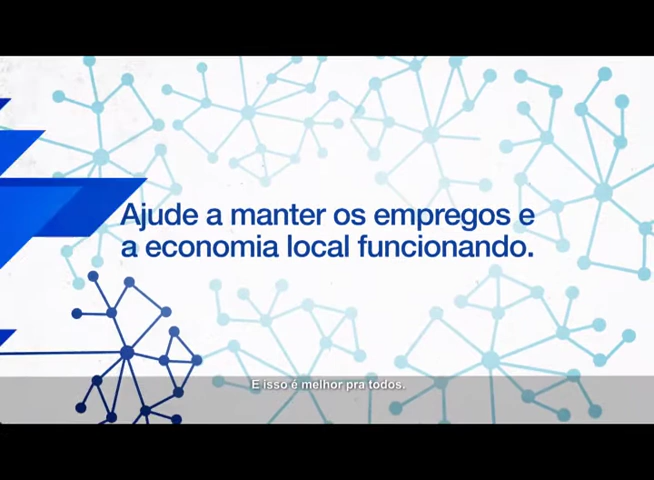 Ajude a manter os empregos e
a economia local funcionando.
E isso é melhor pra todos.